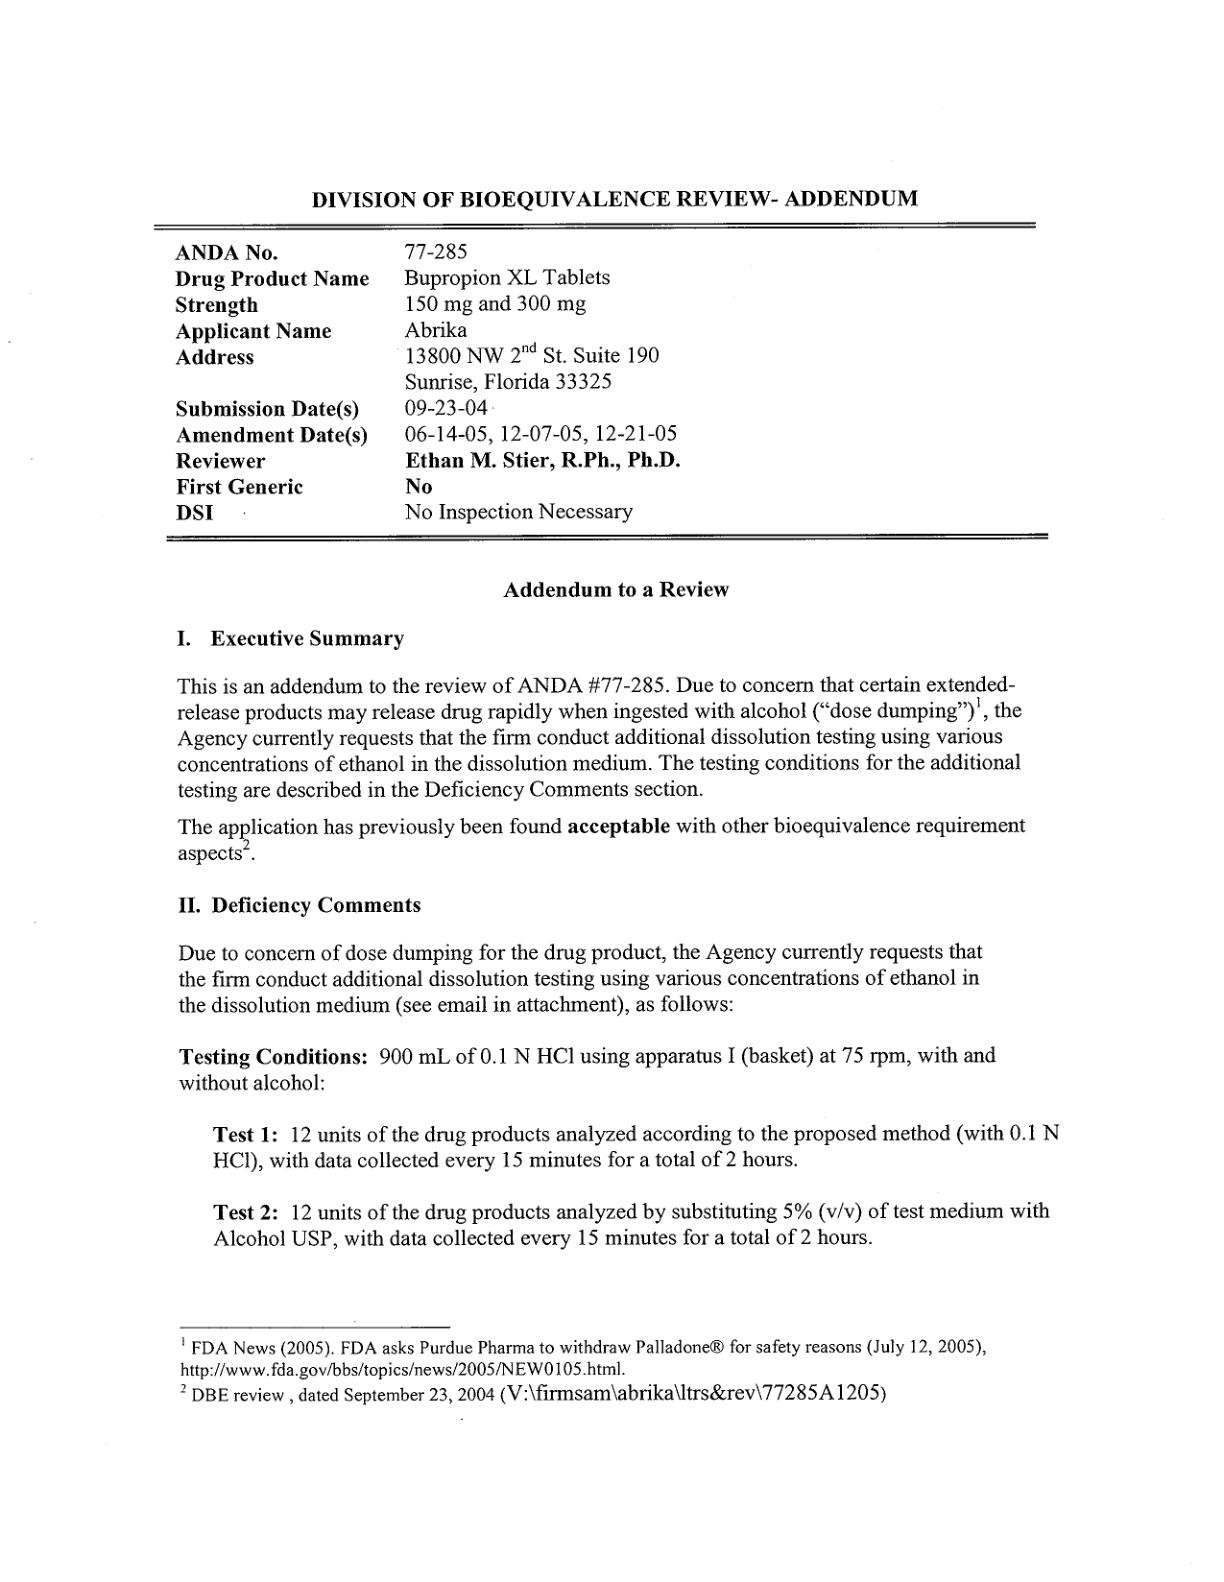 DIVISION OF BIOEQUIVALENCE REVIEW- ADDENDUM
ANDA No. 77-285
Drug Product Name Bupropion XL Tablets
Strength 150 mg and 300 mg
Applicant Name Abrika
Address 13800 NW 2nd St. Suite 190
Sunrise, Florida 33325
Submission Date(s) 09-23-04
Amendment Date(s) 06-14-05, 12-07-05, 12-21-05
Reviewer Ethan M. Stier, R.Ph., Ph.D.
First Generic No
DSI No Inspection Necessary
Addendum to a Review
I. Executive Summary
This is an addendum to the review of ANDA #77-285. Due to concern that certain extended-
release products may release drug rapidly when ingested with alcohol (“dose dumping”)1, the
Agency currently requests that the firm conduct additional dissolution testing using various
concentrations of ethanol in the dissolution medium. The testing conditions for the additional
testing are described in the Deficiency Comments section.
The application has previously been found acceptable with other bioequivalence requirement
aspects2.
II. Deficiency Comments
Due to concern of dose dumping for the drug product, the Agency currently requests that
the firm conduct additional dissolution testing using various concentrations of ethanol in
the dissolution medium (see email in attachment), as follows:
Testing Conditions: 900 mL of 0.1 N HCl using apparatus I (basket) at 75 rpm, with and
without alcohol:
Test 1: 12 units of the drug products analyzed according to the proposed method (with 0.1 N
HCl), with data collected every 15 minutes for a total of 2 hours.
Test 2: 12 units of the drug products analyzed by substituting 5% (v/v) of test medium with
Alcohol USP, with data collected every 15 minutes for a total of 2 hours.
1 FDA News (2005). FDA asks Purdue Pharma to withdraw Palladone® for safety reasons (July 12, 2005),
http://www.fda.gov/bbs/topics/news/2005/NEW0105.html.
2 DBE review , dated September 23, 2004 (V:\firmsam\abrika\ltrs&rev\77285A1205)